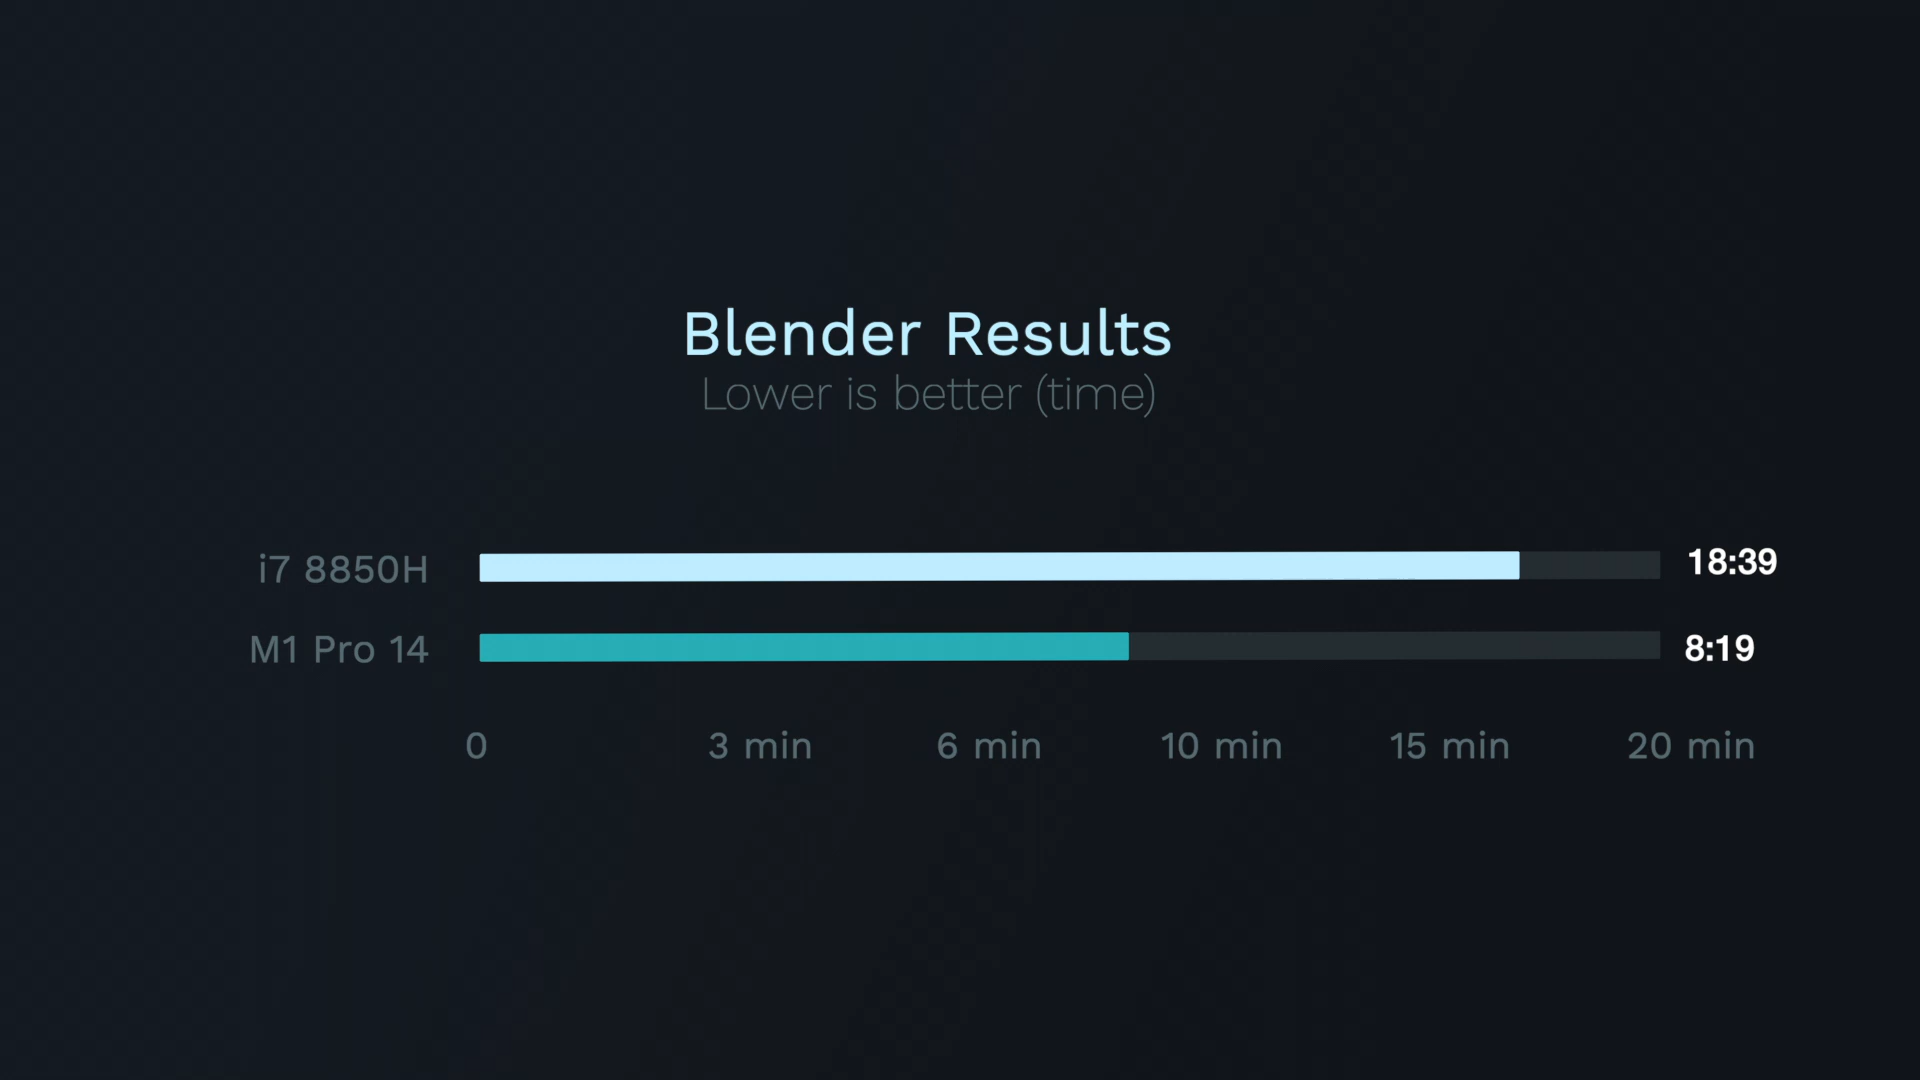 Blender Results
Lower is better (time)
i7 8850H 18:39
M1 Pro 14 8:19
0 3 min 6 min 10 min 15 min 20 min